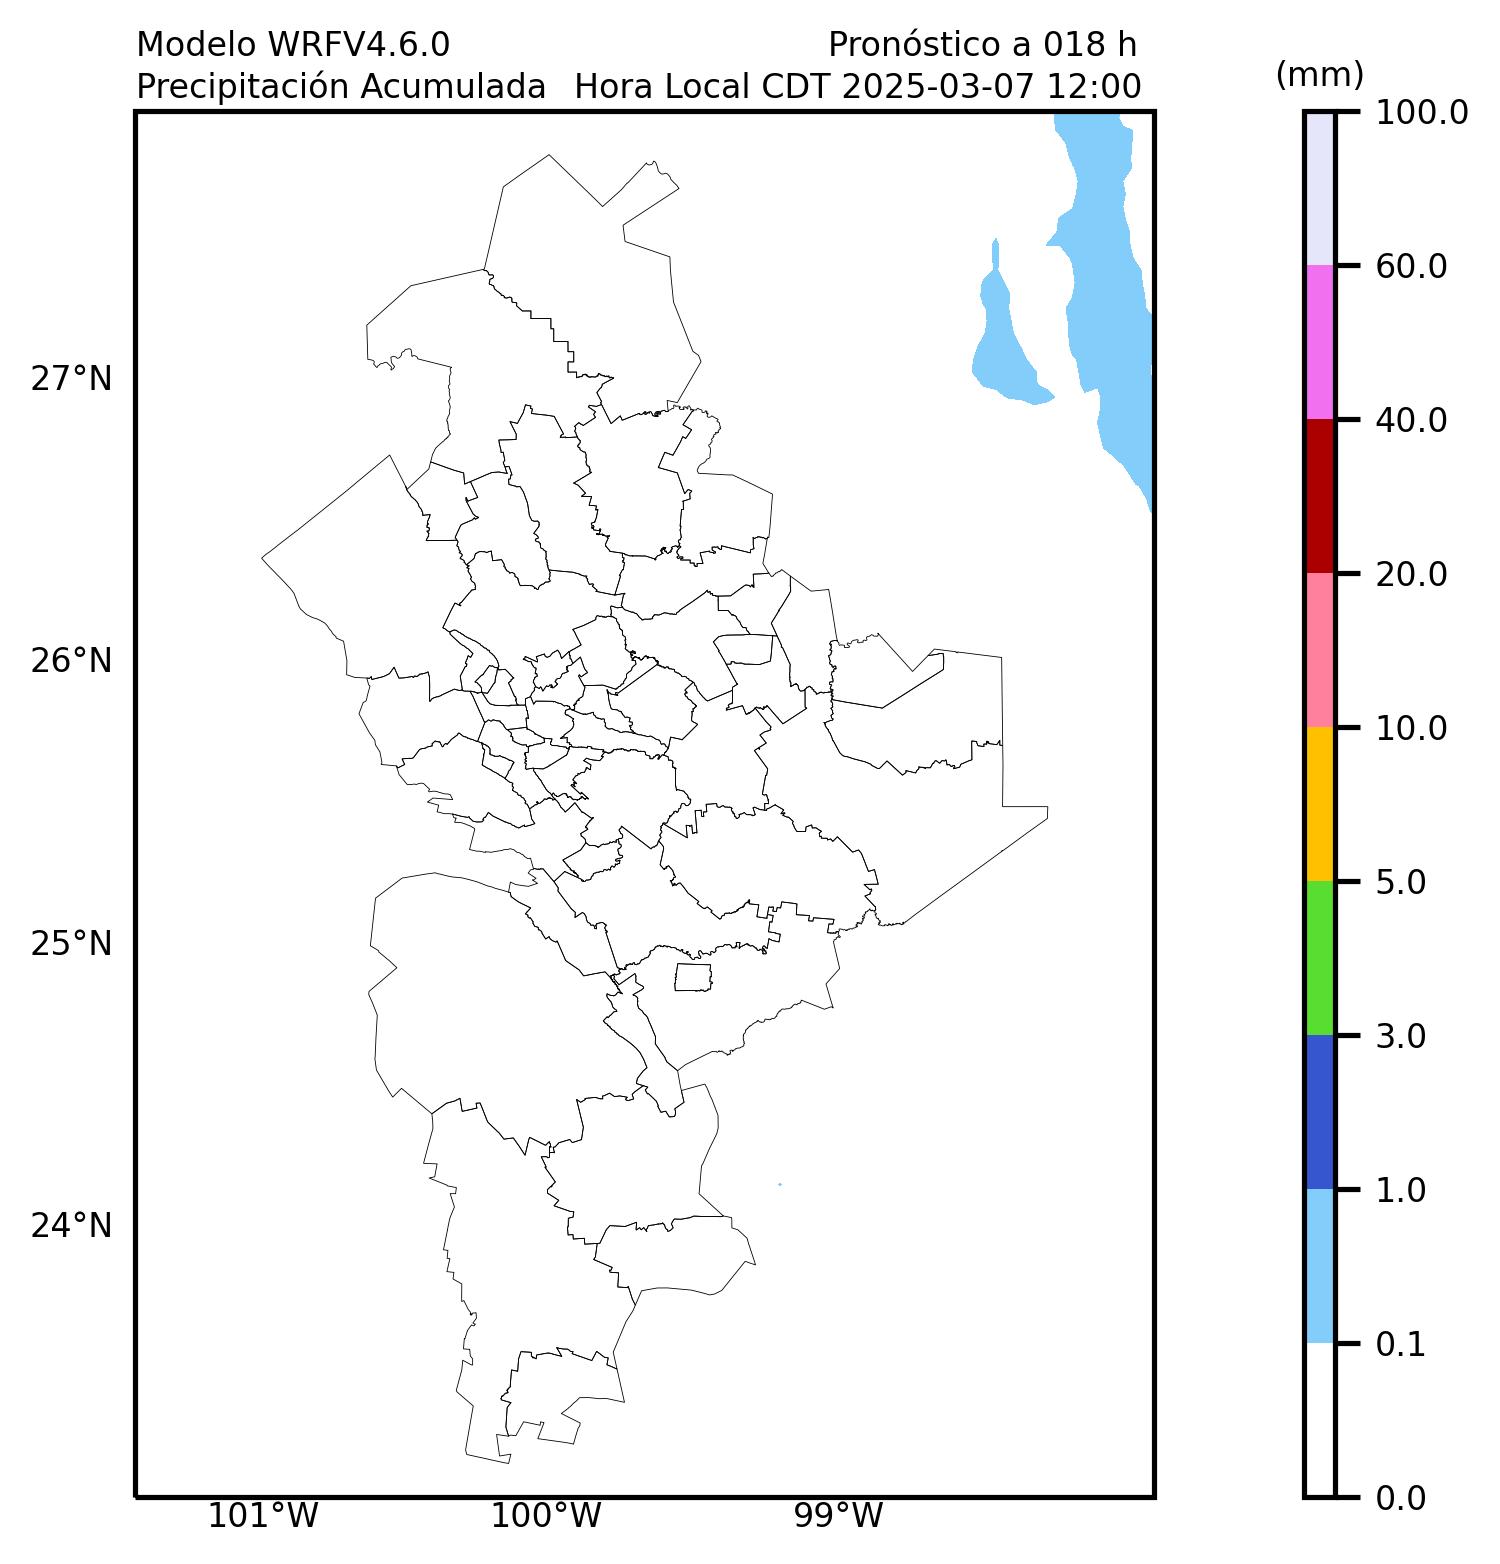 Modelo WRFV4.6.0
Pronóstico a 018 h
Precipitación Acumulada
Hora Local CDT 2025-03-07 12:00
(mm)
100.0
60.0
40.0
20.0
10.0
5.0
3.0
1.0
0.1
0.0
27°N
26°N
25°N
24°N
101°W
100°W
99°W